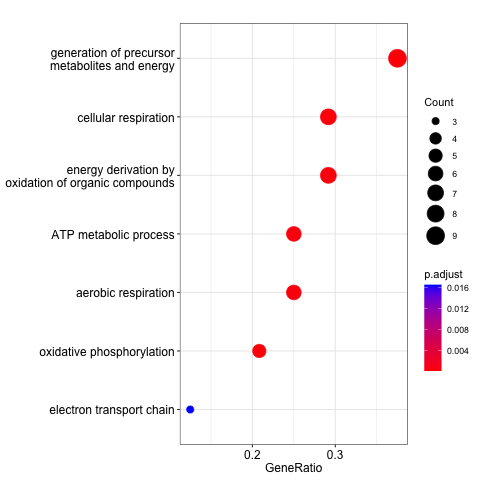 generation of precursor
metabolites and energy
cellular respiration
energy derivation by
oxidation of organic compounds
ATP metabolic process
aerobic respiration
oxidative phosphorylation
electron transport chain
0.2
0.3
GeneRatio
Count
3
4
5
6
7
8
9
p.adjust
0.016
0.012
0.008
0.004